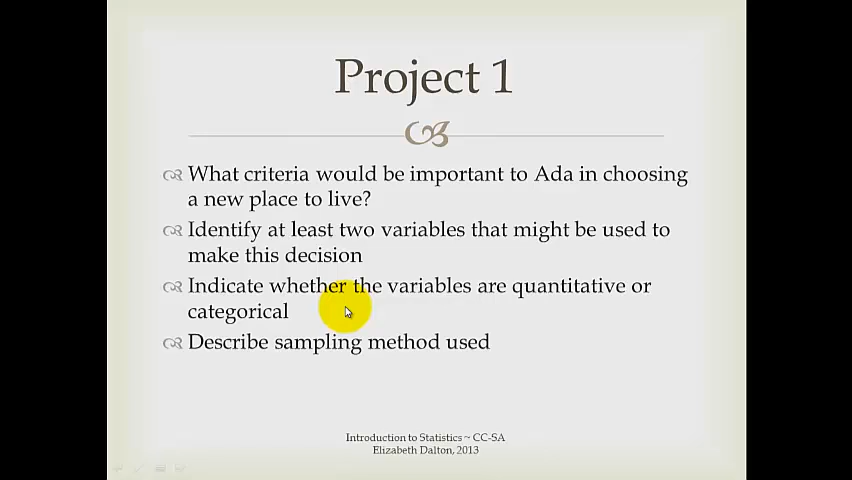 Project 1
What criteria would be important to Ada in choosing
a new place to live?
Identify at least two variables that might be used to
make this decision
Indicate whether the variables are quantitative or
categorical
Describe sampling method used
Introduction to Statistics ~ CC-SA
Elizabeth Dalton, 2013